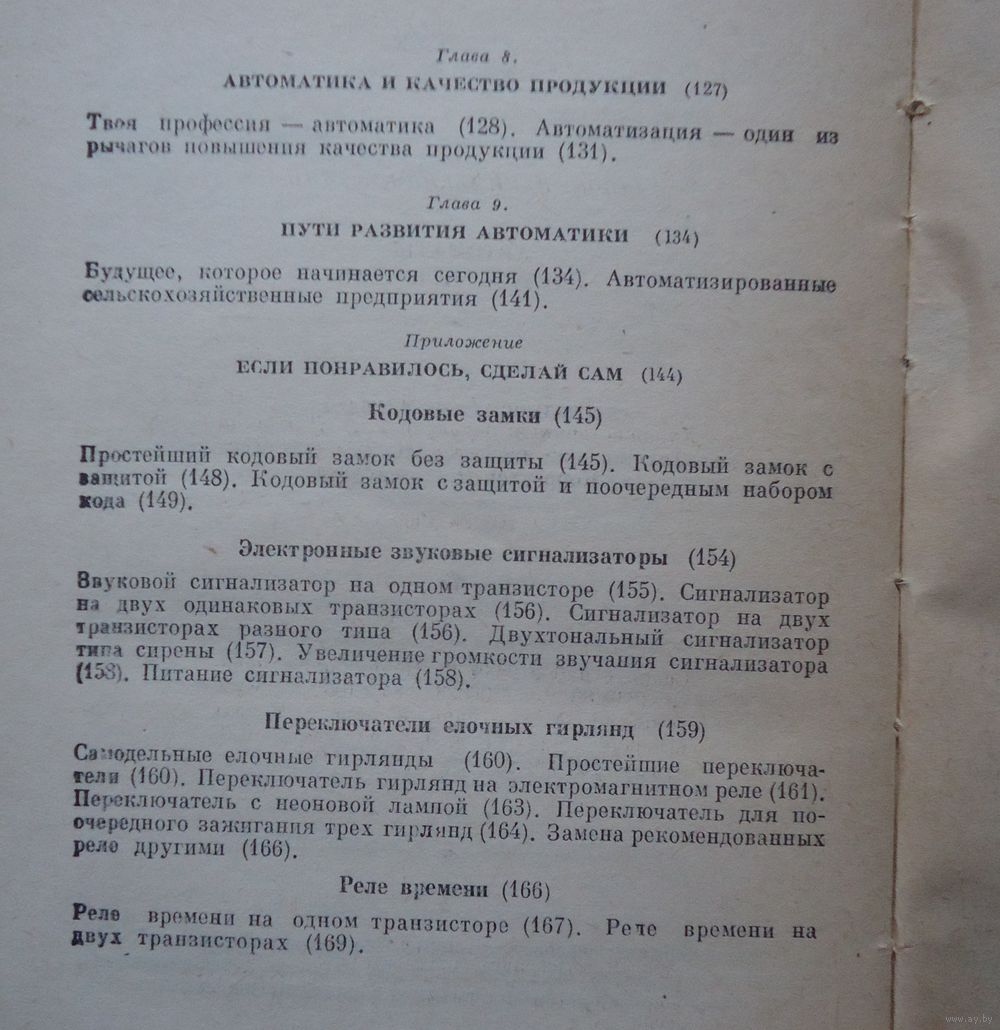 Глава 8.
АВТОМАТИКА И КАЧЕСТВО ПРОДУКЦИИ (127)
Твоя профессия — автоматика (128). Автоматизация — один из
рычагов повышения качества продукции (131).
Глава 9.
ПУТИ РАЗВИТИЯ АВТОМАТИКИ (134)
Будущее, которое начинается сегодня (134). Автоматизированные
сельскохозяйственные предприятия (141).
Приложение
ЕСЛИ ПОНРАВИЛОСЬ, СДЕЛАЙ САМ (144)
Кодовые замки (145)
Простейший кодовый замок без защиты (145). Кодовый замок с
защитой (148). Кодовый замок с защитой и поочередным набором
кода (149).
Электронные звуковые сигнализаторы (154)
Звуковой сигнализатор на одном транзисторе (155). Сигнализатор
на двух одинаковых транзисторах (156). Сигнализатор на двух
транзисторах разного типа (156). Двухтональный сигнализатор
типа сирены (157). Увеличение громкости звучания сигнализатора
(158). Питание сигнализатора (158).
Переключатели елочных гирлянд (159)
Самодельные елочные гирлянды (160). Простейшие переключа-
тели (160). Переключатель гирлянд на электромагнитном реле (161).
Переключатель с неоновой лампой (163). Переключатель для по-
очередного зажигания трех гирлянд (164). Замена рекомендованных
реле другими (166).
Реле времени (166)
Реле времени на одном транзисторе (167). Реле времени на
двух транзисторах (169).
www.ay.by